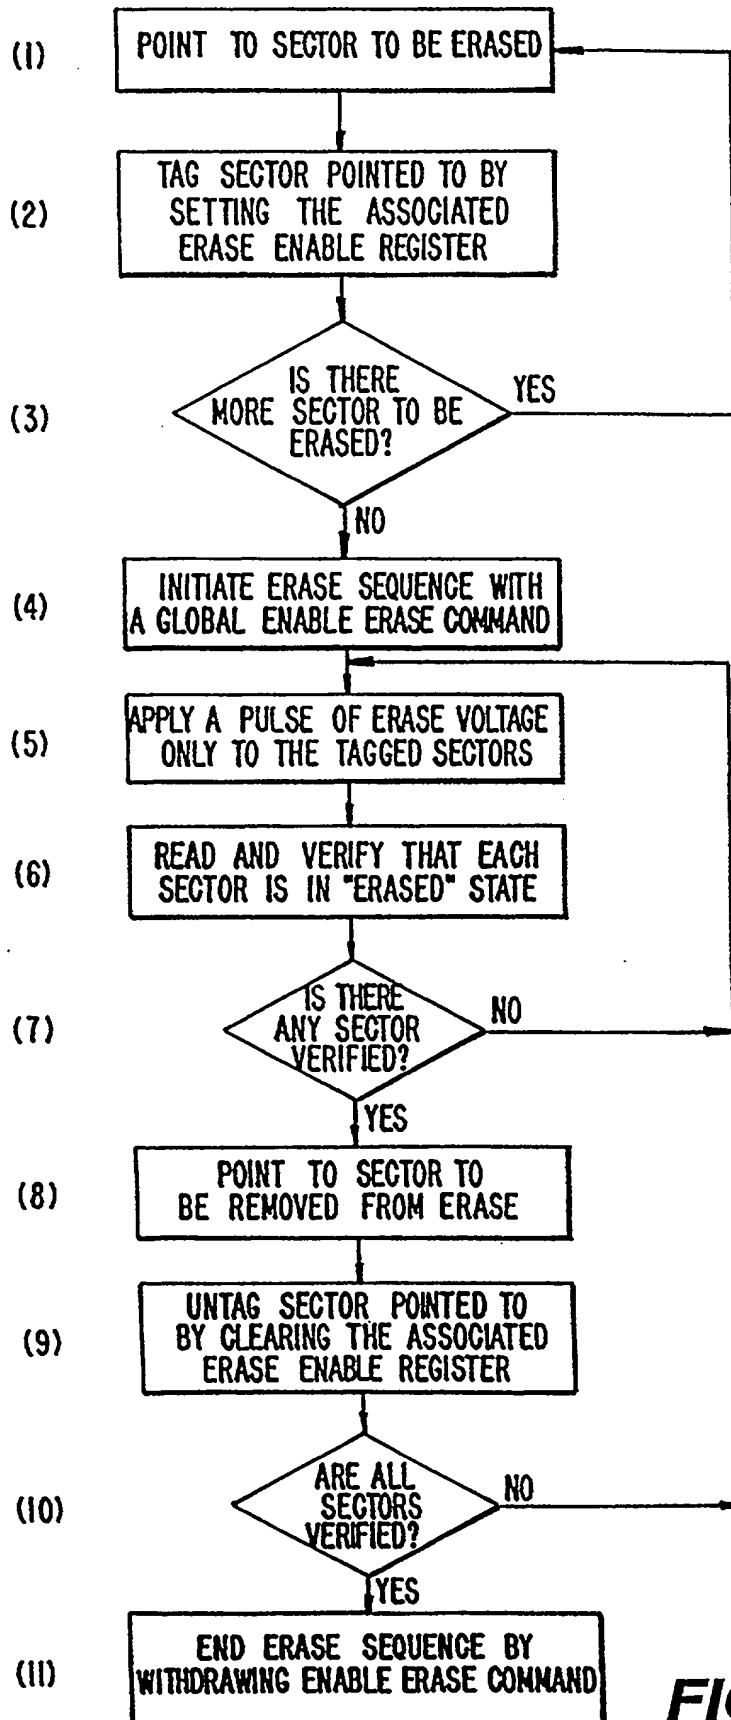 (1)
POINT TO SECTOR TO BE ERASED
(2)
TAG SECTOR POINTED TO BY
SETTING THE ASSOCIATED
ERASE ENABLE REGISTER
(3)
IS THERE
MORE SECTOR TO BE
ERASED?
YES
NO
(4)
INITIATE ERASE SEQUENCE WITH
A GLOBAL ENABLE ERASE COMMAND
(5)
APPLY A PULSE OF ERASE VOLTAGE
ONLY TO THE TAGGED SECTORS
(6)
READ AND VERIFY THAT EACH
SECTOR IS IN "ERASED" STATE
(7)
IS THERE
ANY SECTOR
VERIFIED?
NO
YES
(8)
POINT TO SECTOR TO
BE REMOVED FROM ERASE
(9)
UNTAG SECTOR POINTED TO
BY CLEARING THE ASSOCIATED
ERASE ENABLE REGISTER
(10)
ARE ALL
SECTORS
VERIFIED?
NO
YES
(11)
END ERASE SEQUENCE BY
WITHDRAWING ENABLE ERASE COMMAND